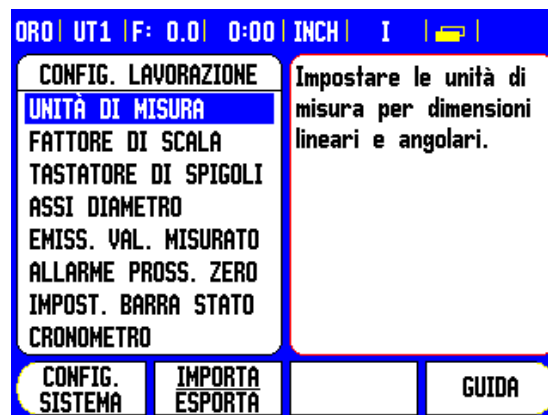 ORO| UT1 |F: 0.0| 0:00| INCH| I | |
CONFIG. LAVORAZIONE
UNITÀ DI MISURA
FATTORE DI SCALA
TASTATORE DI SPIGOLI
ASSI DIAMETRO
EMISS. VAL. MISURATO
ALLARME PROSS. ZERO
IMPOST. BARRA STATO
CRONOMETRO
Impostare le unità di
misura per dimensioni
lineari e angolari.
CONFIG.
SISTEMA
IMPORTA
ESPORTA
GUIDA